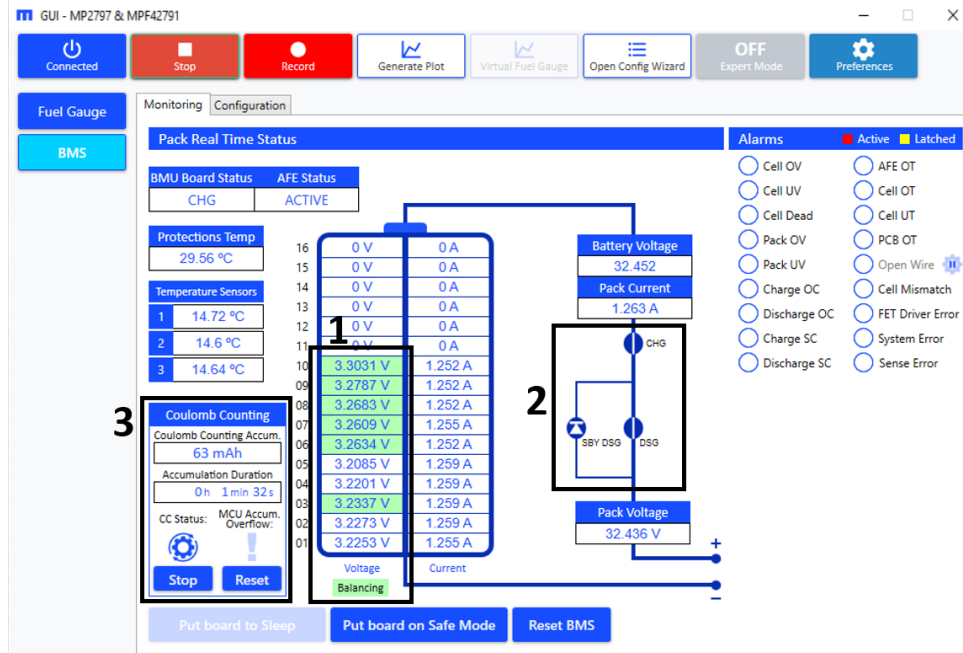 GUI - MP2797 & MPF42791
Connected
Stop
Record
Generate Plot
Virtual Fuel Gauge
Open Config Wizard
OFF
Expert Mode
Preferences
Fuel Gauge
BMS
Monitoring Configuration
Pack Real Time Status
BMU Board Status AFE Status
CHG ACTIVE
Protections Temp
29.56 ºC
Temperature Sensors
1 14.72 ºC
2 14.6 ºC
3 14.64 ºC
3
Coulomb Counting
Coulomb Counting Accum.
63 mAh
Accumulation Duration
0 h 1 min 32 s
CC Status: MCU Accum. Overflow:
Stop Reset
1
16 0 V 0 A
15 0 V 0 A
14 0 V 0 A
13 0 V 0 A
12 0 V 0 A
11 0 V 0 A
10 3.3031 V 1.252 A
09 3.2787 V 1.252 A
08 3.2683 V 1.252 A
07 3.2609 V 1.255 A
06 3.2634 V 1.252 A
05 3.2085 V 1.259 A
04 3.2201 V 1.259 A
03 3.2337 V 1.259 A
02 3.2273 V 1.259 A
01 3.2253 V 1.255 A
Voltage Current
Balancing
Battery Voltage
32.452
Pack Current
1.263 A
2
CHG
SBY DSG DSG
Pack Voltage
32.436 V
+
−
Put board to Sleep
Put board on Safe Mode
Reset BMS
Alarms Active Latched
Cell OV AFE OT
Cell UV Cell OT
Cell Dead Cell UT
Pack OV PCB OT
Pack UV Open Wire
Charge OC Cell Mismatch
Discharge OC FET Driver Error
Charge SC System Error
Discharge SC Sense Error